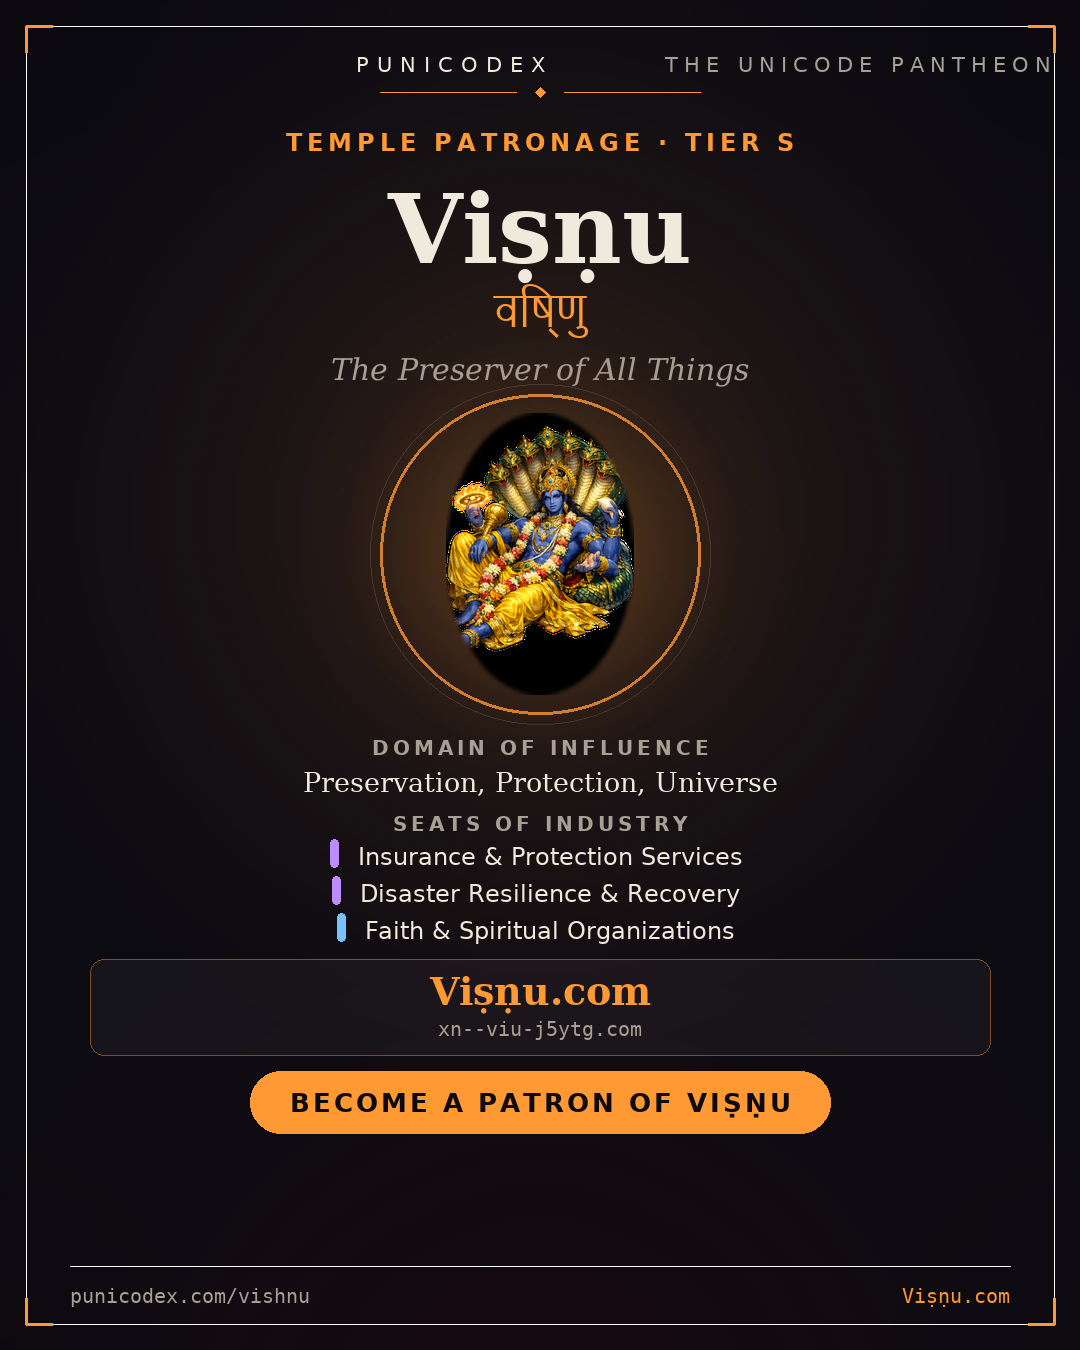 PUNICODEX THE UNICODE PANTHEON
TEMPLE PATRONAGE · TIER S
Viṣṇu
वषि्णु
The Preserver of All Things
DOMAIN OF INFLUENCE
Preservation, Protection, Universe
SEATS OF INDUSTRY
Insurance & Protection Services
Disaster Resilience & Recovery
Faith & Spiritual Organizations
Viṣṇu.com
xn--viu-j5ytg.com
BECOME A PATRON OF VIṢṆU
punicodex.com/vishnu Viṣṇu.com